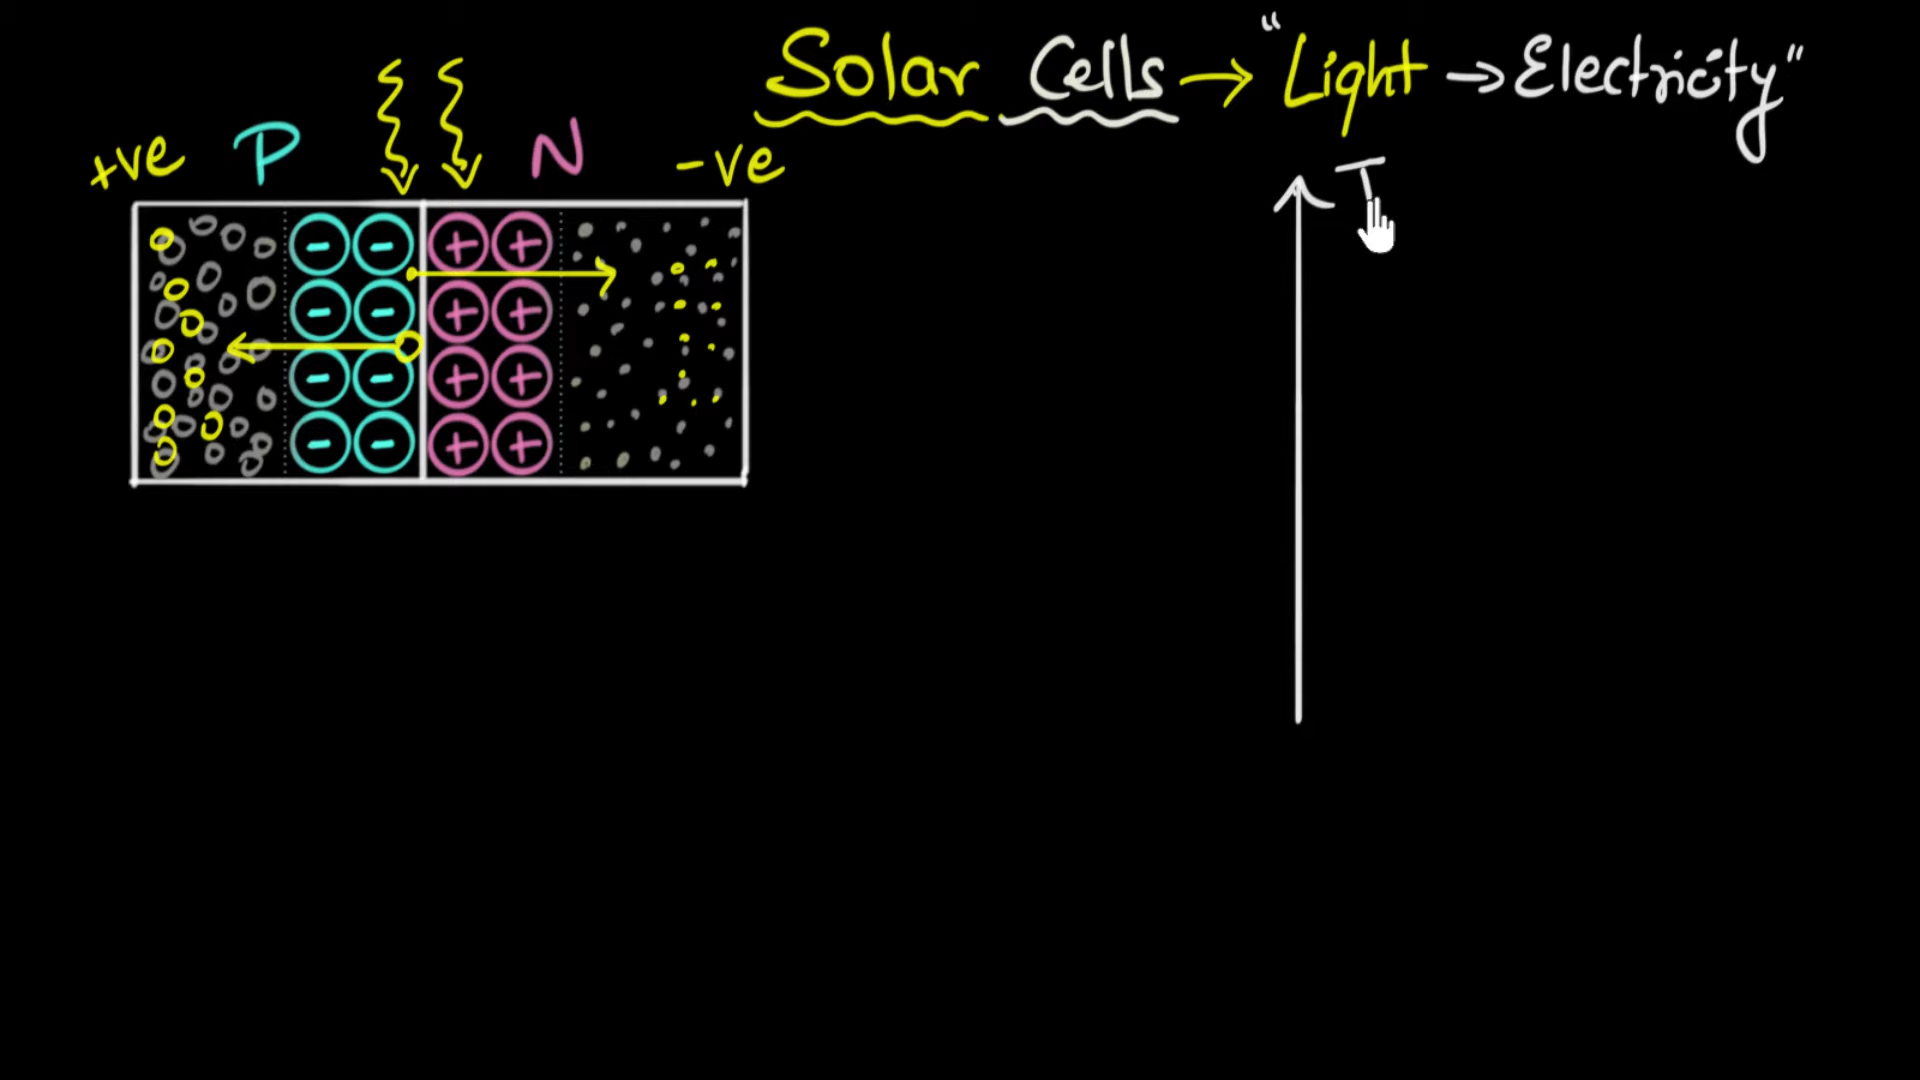 Solar Cells → "Light → Electricity"
+ve P N -ve
- - + +
- - + +
- - + +
- - + +